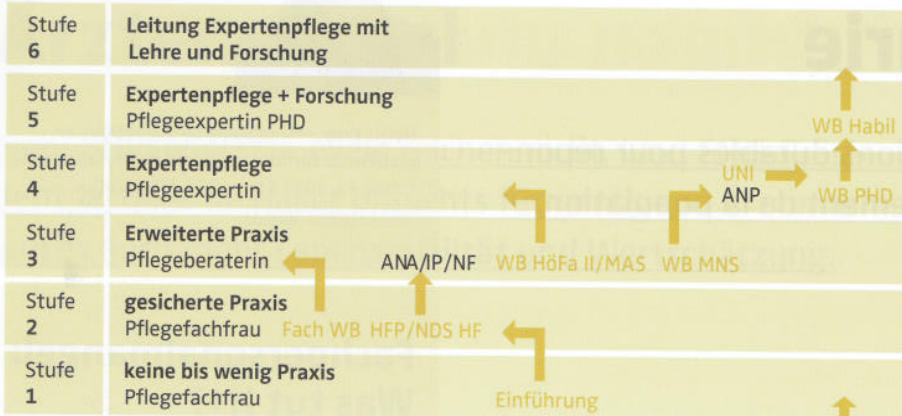 Stufe
6
Leitung Expertenpflege mit
Lehre und Forschung
Stufe
5
Expertenpflege + Forschung
Pflegeexpertin PHD
WB Habil
Stufe
4
Expertenpflege
Pflegeexpertin
UNI
ANP
WB PHD
Stufe
3
Erweiterte Praxis
Pflegeberaterin
ANA/IP/NF
WB HöFa II/MAS
WB MNS
Stufe
2
gesicherte Praxis
Pflegefachfrau
Fach WB
HFP/NDS HF
Stufe
1
keine bis wenig Praxis
Pflegefachfrau
Einführung